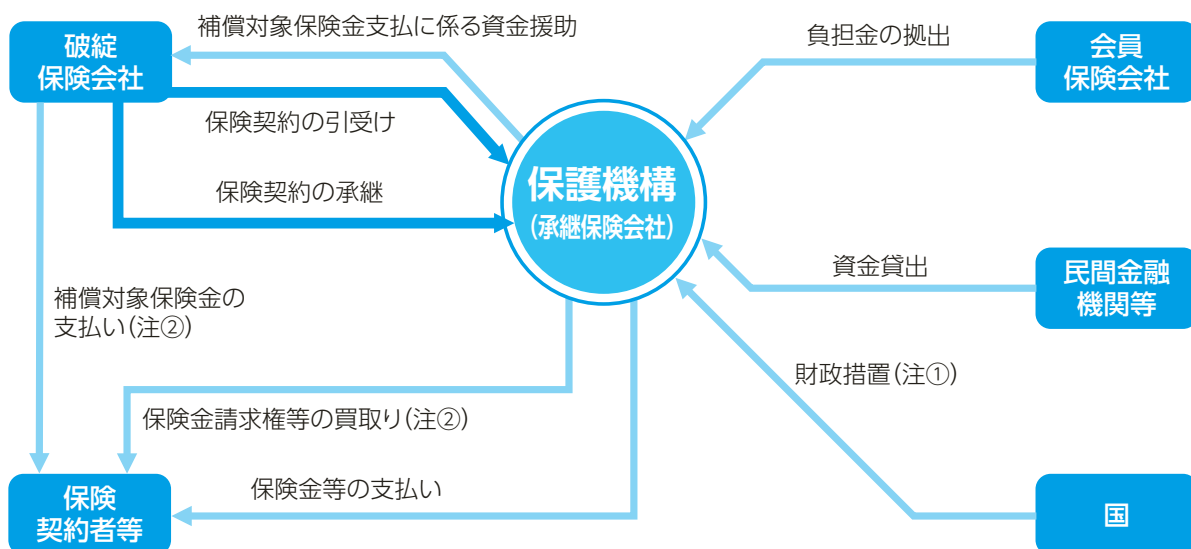 補償対象保険金支払に係る資金援助
破綻
保険会社
負担金の拠出
会員
保険会社
保険契約の引受け
保険契約の承継
保護機構
(承継保険会社)
資金貸出
民間金融
機関等
補償対象保険金の
支払い(注②)
財政措置(注①)
保険金請求権等の買取り(注②)
保険金等の支払い
保険
契約者等
国